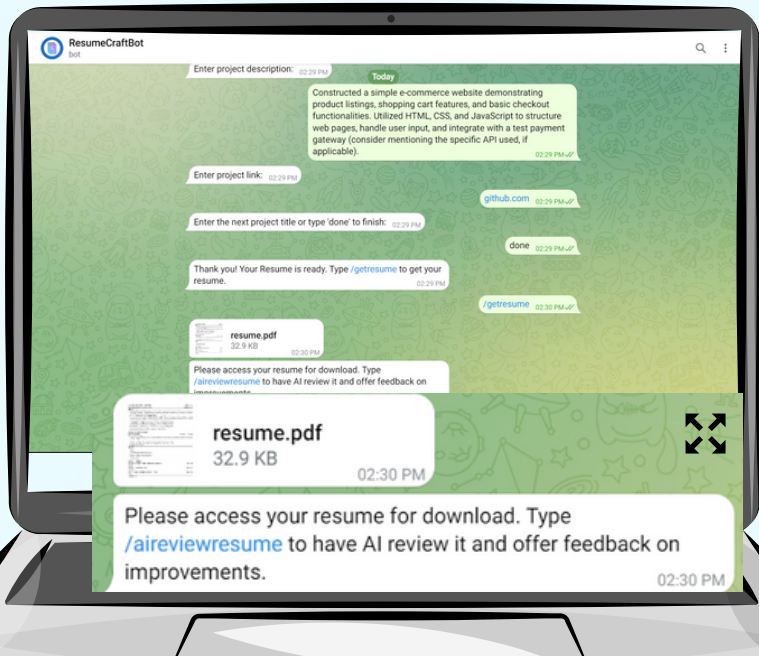 ResumeCraftBot
bot
Enter project description: 02:29 PM
Today
Constructed a simple e-commerce website demonstrating
product listings, shopping cart features, and basic checkout
functionalities. Utilized HTML, CSS, and JavaScript to structure
web pages, handle user input, and integrate with a test payment
gateway (consider mentioning the specific API used, if
applicable). 02:29 PM
Enter project link: 02:29 PM
github.com 02:29 PM
Enter the next project title or type 'done' to finish: 02:29 PM
done 02:29 PM
Thank you! Your Resume is ready. Type /getresume to get your
resume. 02:29 PM
/getresume 02:30 PM
resume.pdf
32.9 KB
02:30 PM
Please access your resume for download. Type
/aireviewresume to have AI review it and offer feedback on
improvements.
resume.pdf
32.9 KB
02:30 PM
Please access your resume for download. Type
/aireviewresume to have AI review it and offer feedback on
improvements. 02:30 PM